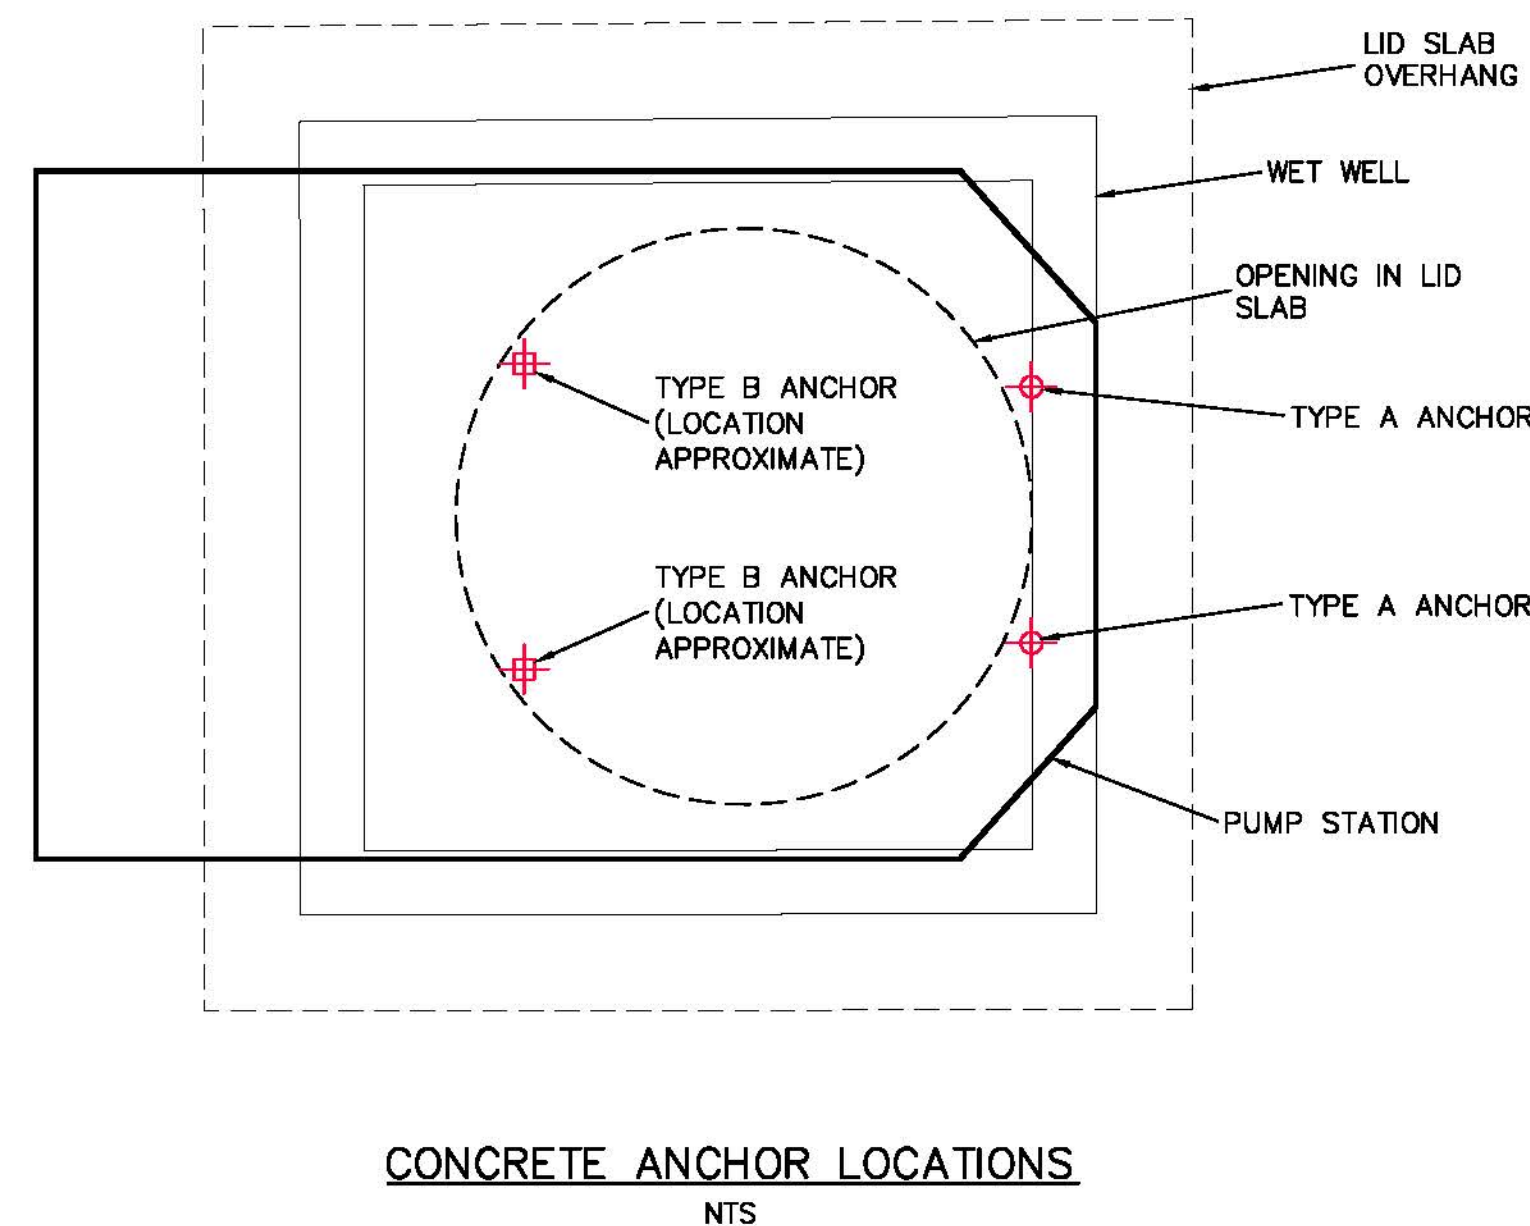 LID SLAB
OVERHANG
WET WELL
OPENING IN LID
SLAB
TYPE B ANCHOR
(LOCATION
APPROXIMATE)
TYPE A ANCHOR
TYPE B ANCHOR
(LOCATION
APPROXIMATE)
TYPE A ANCHOR
PUMP STATION
CONCRETE ANCHOR LOCATIONS
NTS